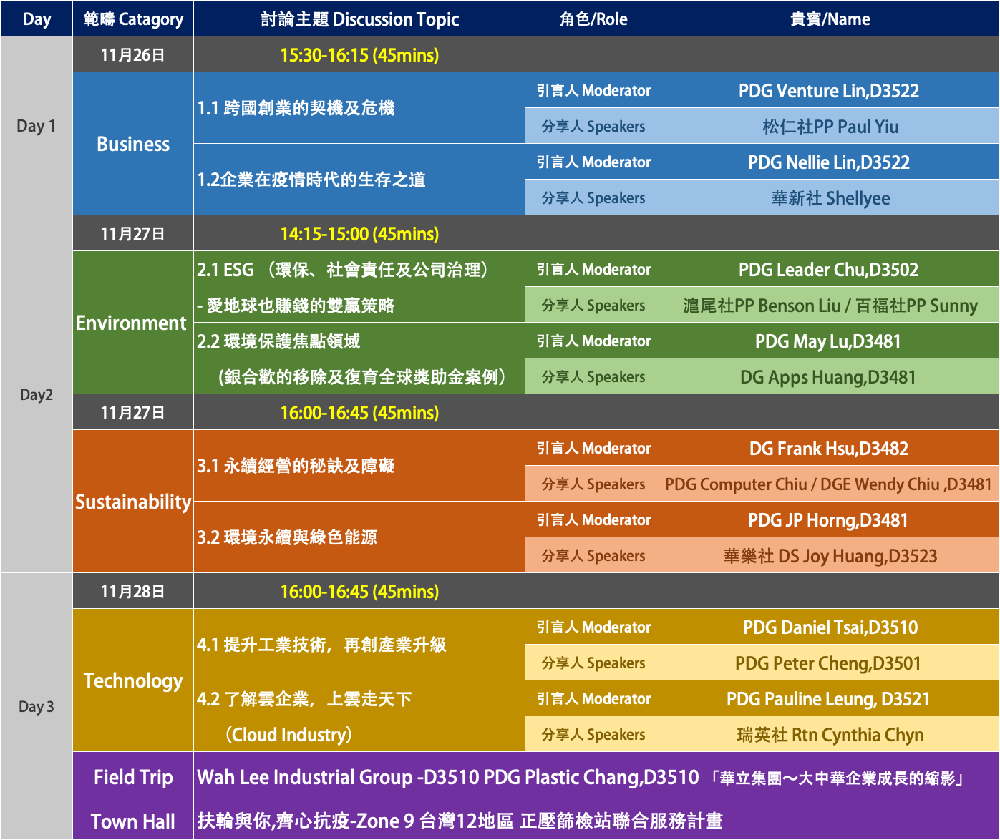 Day 範疇 Catagory 討論主題 Discussion Topic 角色/Role 貴賓/Name
Day 1
11月26日 15:30-16:15 (45mins)
Business
1.1 跨國創業的契機及危機
引言人 Moderator PDG Venture Lin,D3522
分享人 Speakers 松仁社PP Paul Yiu
1.2企業在疫情時代的生存之道
引言人 Moderator PDG Nellie Lin,D3522
分享人 Speakers 華新社 Shellyee
Day2
11月27日 14:15-15:00 (45mins)
Environment
2.1 ESG （環保、社會責任及公司治理）
- 愛地球也賺錢的雙贏策略
引言人 Moderator PDG Leader Chu,D3502
分享人 Speakers 滬尾社PP Benson Liu / 百福社PP Sunny
2.2 環境保護焦點領域
(銀合歡的移除及復育全球獎助金案例）
引言人 Moderator PDG May Lu,D3481
分享人 Speakers DG Apps Huang,D3481
11月27日 16:00-16:45 (45mins)
Sustainability
3.1 永續經營的秘訣及障礙
引言人 Moderator DG Frank Hsu,D3482
分享人 Speakers PDG Computer Chiu / DGE Wendy Chiu ,D3481
3.2 環境永續與綠色能源
引言人 Moderator PDG JP Horng,D3481
分享人 Speakers 華樂社 DS Joy Huang,D3523
Day 3
11月28日 16:00-16:45 (45mins)
Technology
4.1 提升工業技術，再創產業升級
引言人 Moderator PDG Daniel Tsai,D3510
分享人 Speakers PDG Peter Cheng,D3501
4.2 了解雲企業，上雲走天下
（Cloud Industry）
引言人 Moderator PDG Pauline Leung, D3521
分享人 Speakers 瑞英社 Rtn Cynthia Chyn
Field Trip Wah Lee Industrial Group -D3510 PDG Plastic Chang,D3510 「華立集團～大中華企業成長的縮影」
Town Hall 扶輪與你,齊心抗疫-Zone 9 台灣12地區 正壓篩檢站聯合服務計畫